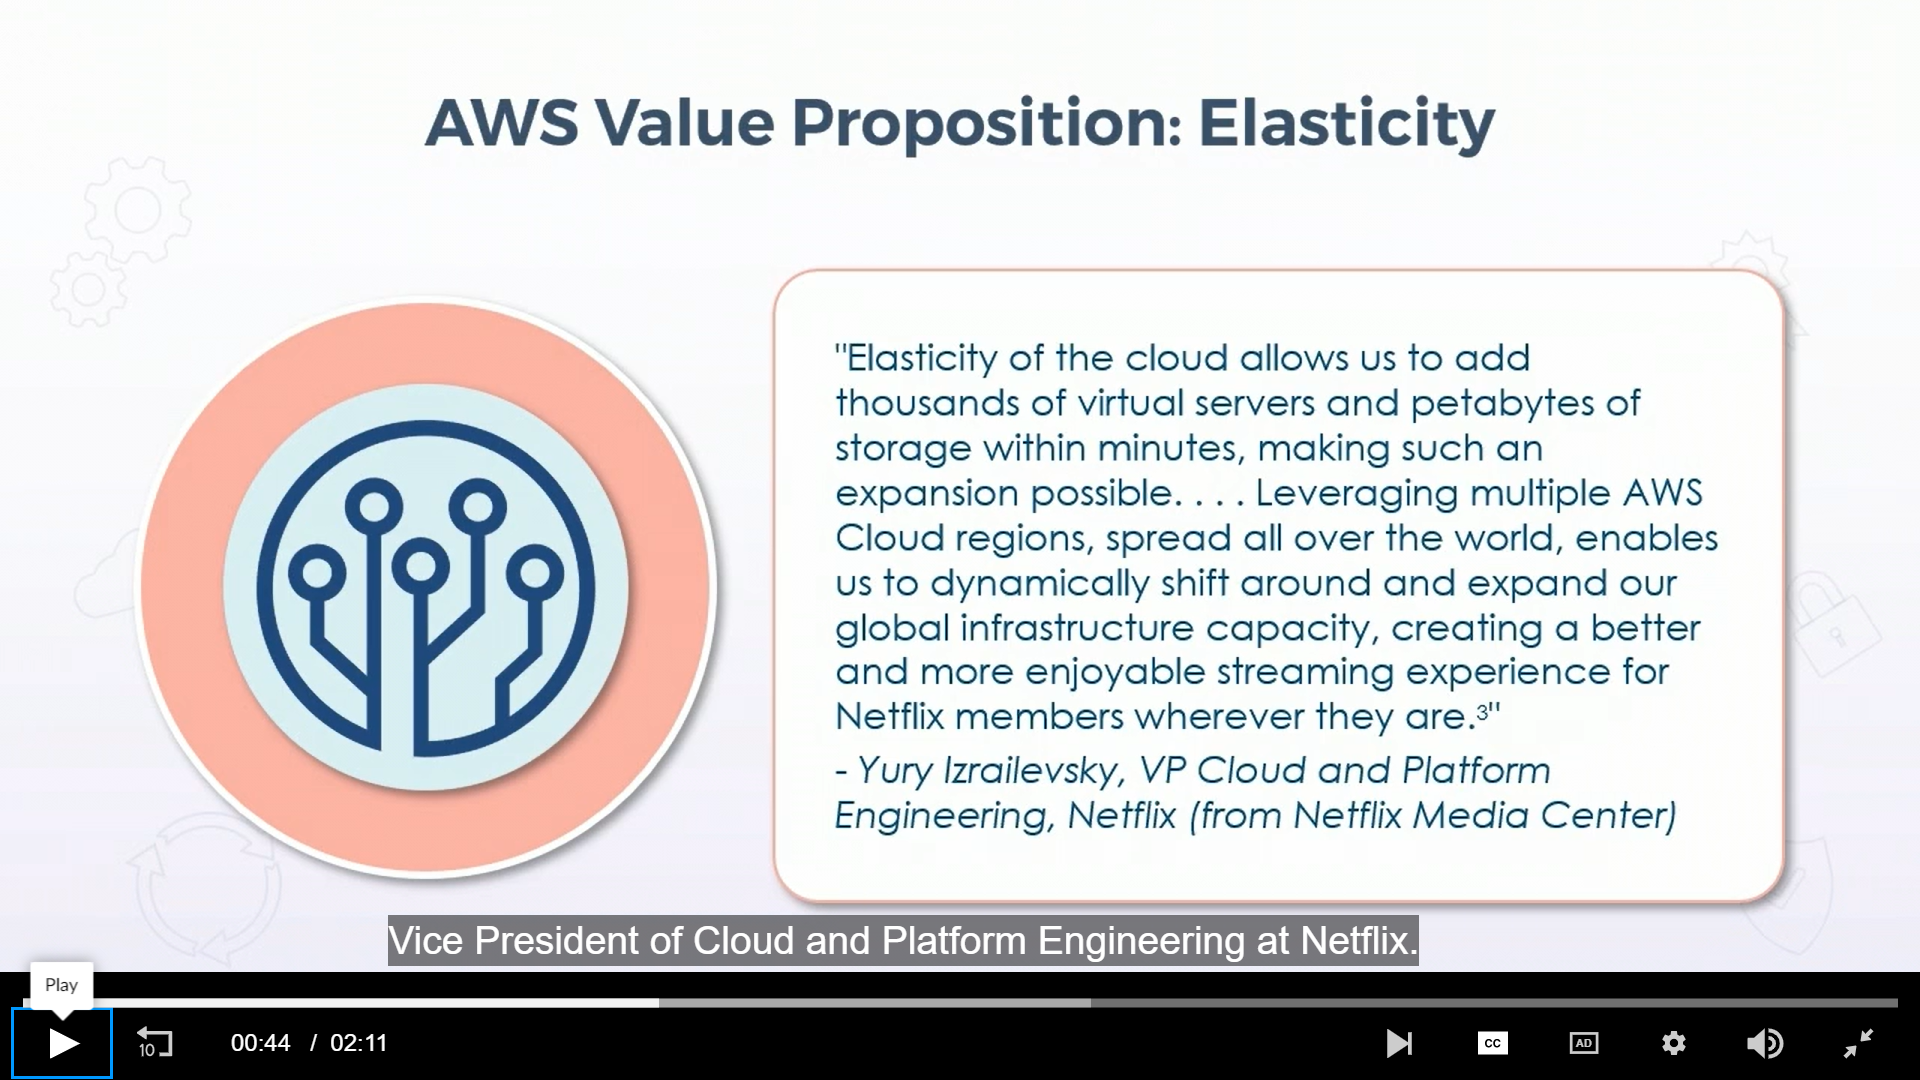 AWS Value Proposition: Elasticity
"Elasticity of the cloud allows us to add
thousands of virtual servers and petabytes of
storage within minutes, making such an
expansion possible. . . . Leveraging multiple AWS
Cloud regions, spread all over the world, enables
us to dynamically shift around and expand our
global infrastructure capacity, creating a better
and more enjoyable streaming experience for
Netflix members wherever they are.³"
- Yury Izrailevsky, VP Cloud and Platform
Engineering, Netflix (from Netflix Media Center)
Vice President of Cloud and Platform Engineering at Netflix.
Play
10
00:44 / 02:11
CC
AD